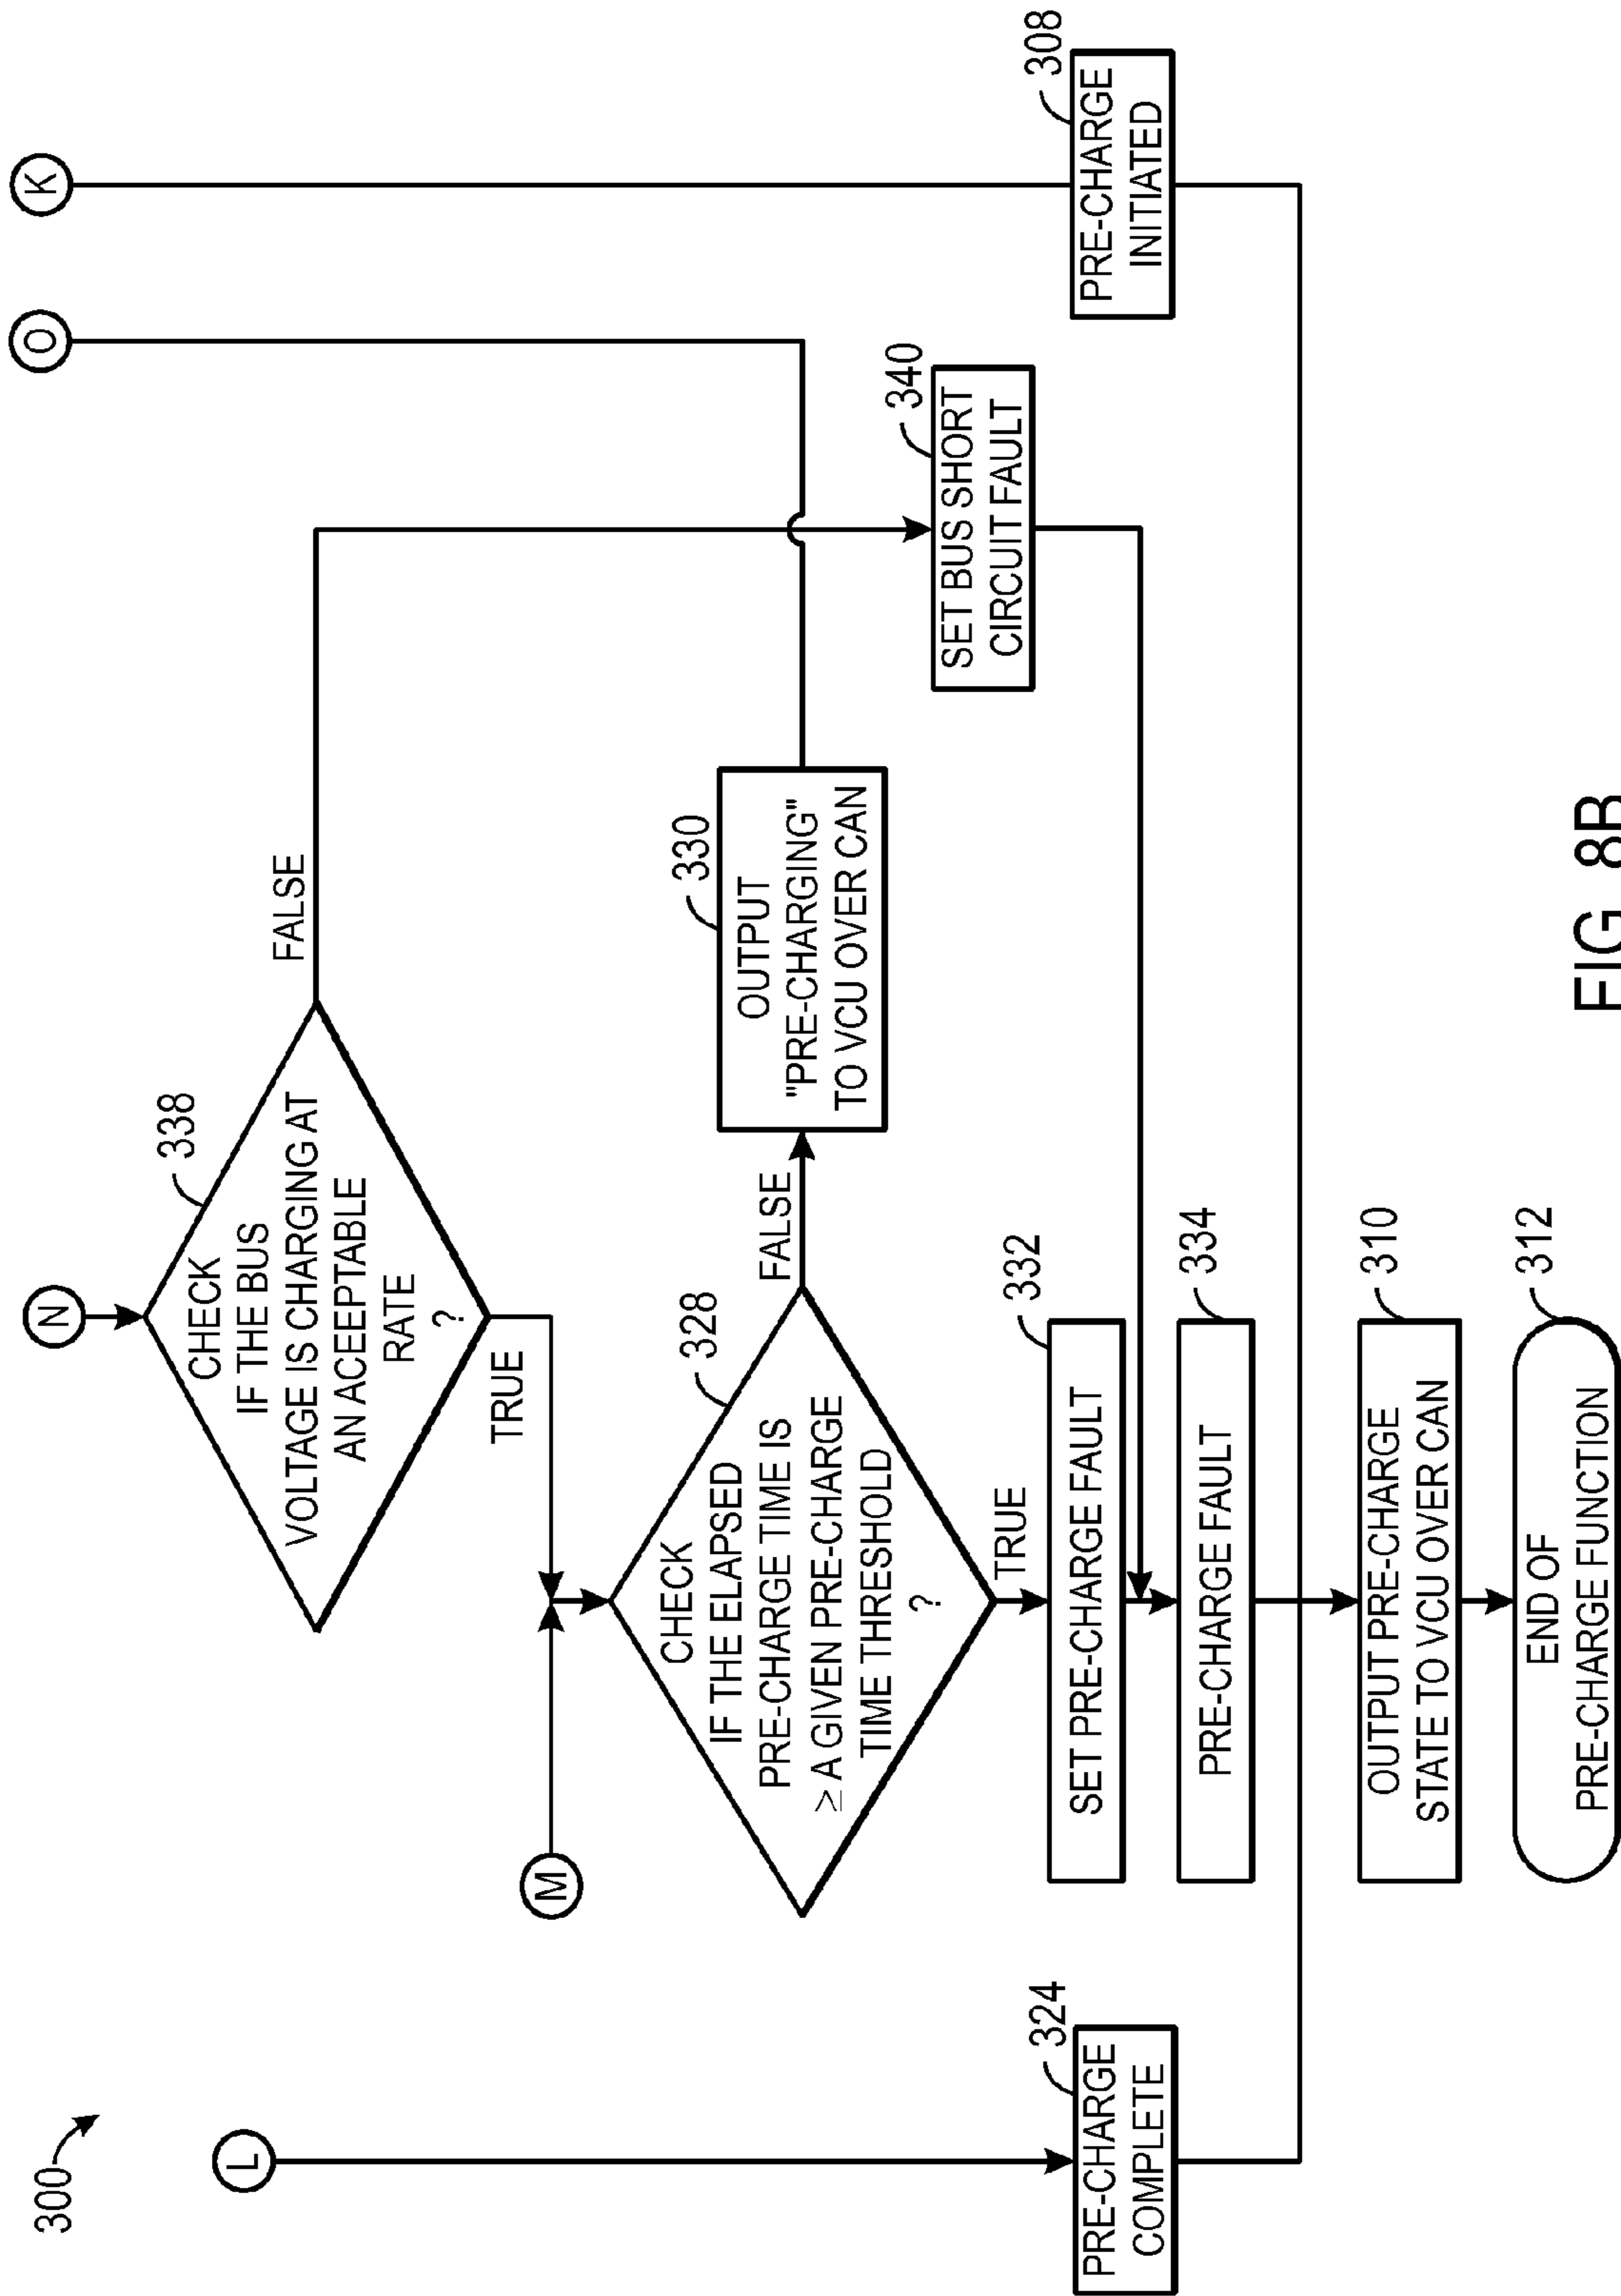 300
L
N
O
K
CHECK
IF THE BUS
VOLTAGE IS CHARGING AT
AN ACEEPTABLE
RATE
?
338
FALSE
TRUE
M
CHECK
IF THE ELAPSED
PRE-CHARGE TIME IS
≥ A GIVEN PRE-CHARGE
TIME THRESHOLD
?
328
FALSE
TRUE
OUTPUT
"PRE-CHARGING"
TO VCU OVER CAN
330
SET BUS SHORT
CIRCUIT FAULT
340
PRE-CHARGE
INITIATED
308
PRE-CHARGE
COMPLETE
324
SET PRE-CHARGE FAULT
332
PRE-CHARGE FAULT
334
OUTPUT PRE-CHARGE
STATE TO VCU OVER CAN
310
END OF
PRE-CHARGE FUNCTION
312
FIG. 8B